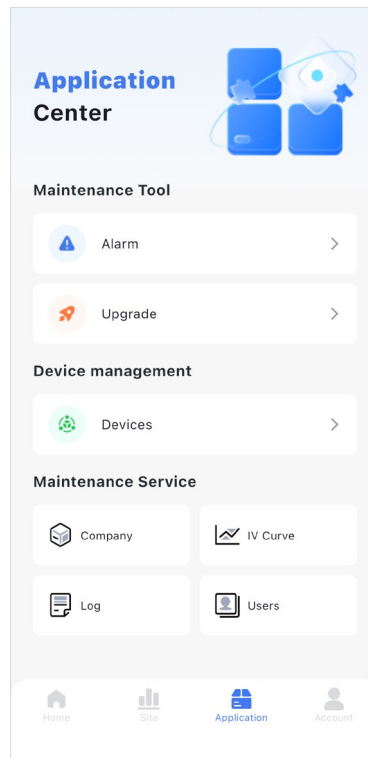 Application
Center
Maintenance Tool
Alarm
Upgrade
Device management
Devices
Maintenance Service
Company
IV Curve
Log
Users
Home
Site
Application
Account